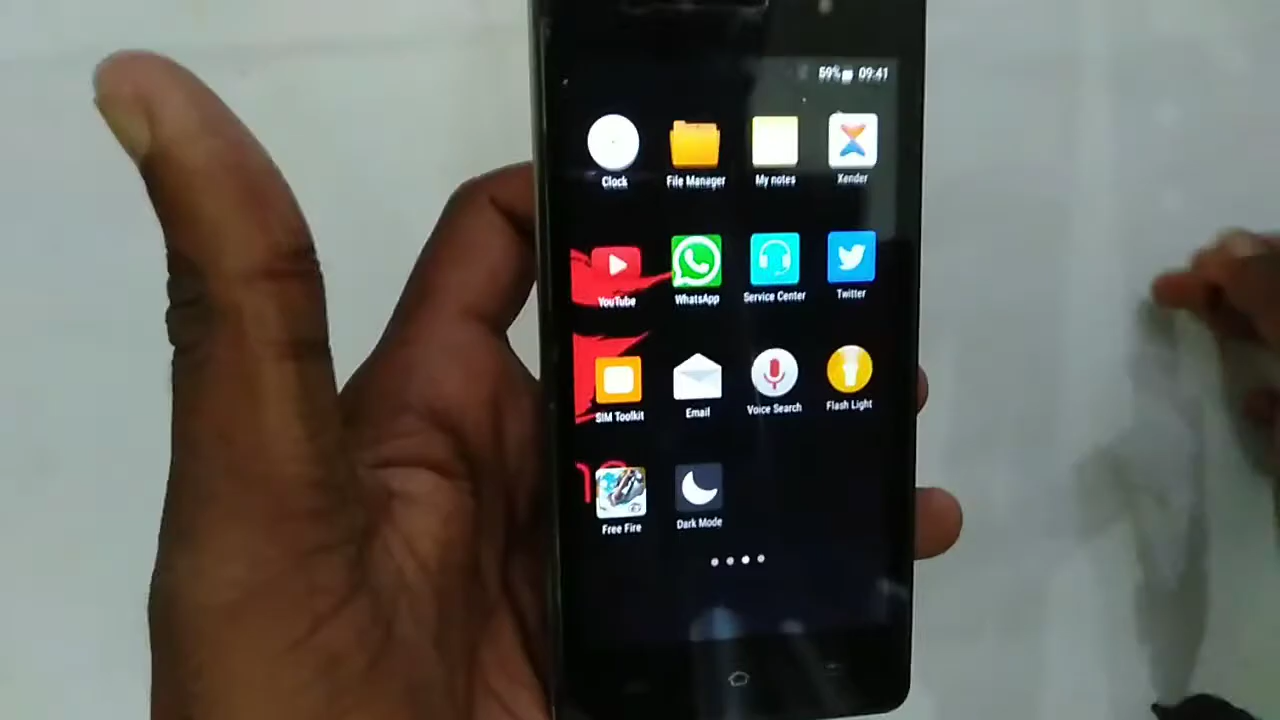 59% 09:41
Clock File Manager My notes Xender
YouTube WhatsApp Service Center Twitter
SIM Toolkit Email Voice Search Flash Light
Free Fire Dark Mode